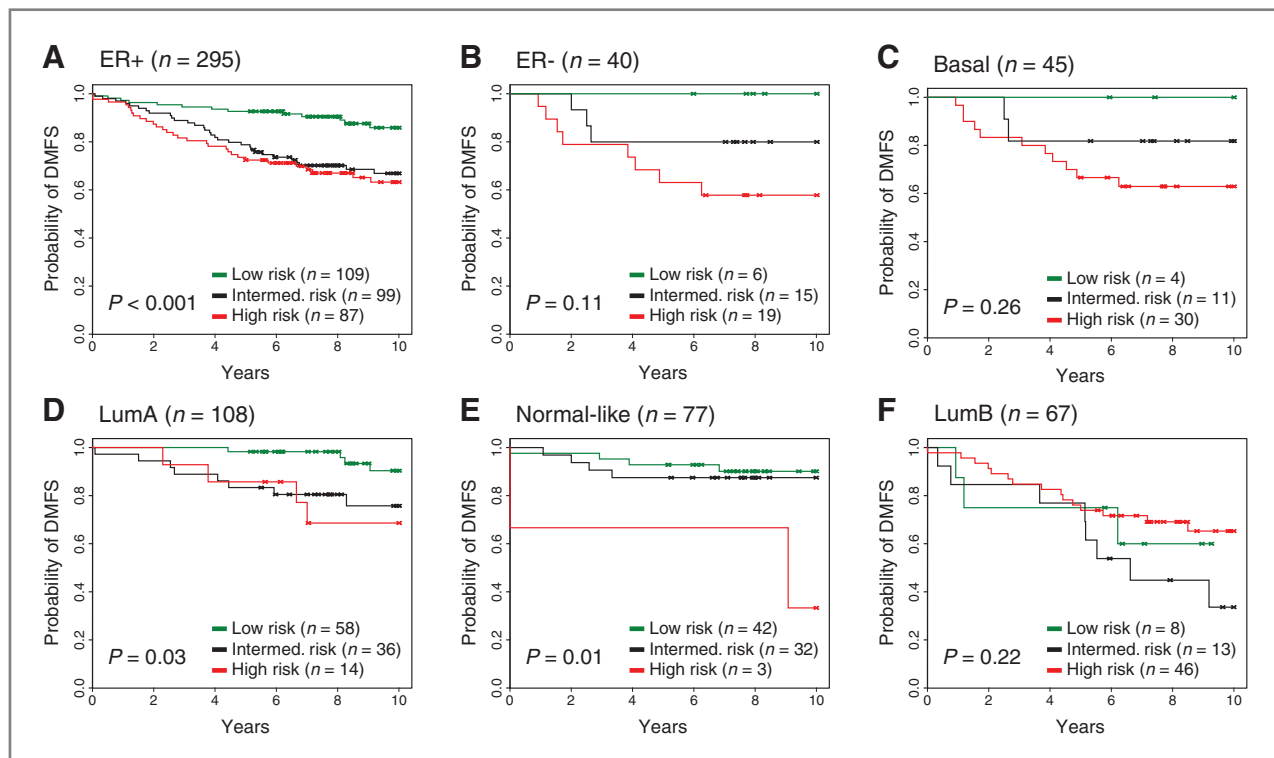 A ER+ (n = 295)
Probability of DMFS
1.0
0.8
0.6
0.4
0.2
0.0
Low risk (n = 109)
Intermed. risk (n = 99)
High risk (n = 87)
P < 0.001
0 2 4 6 8 10
Years
B ER- (n = 40)
Probability of DMFS
1.0
0.8
0.6
0.4
0.2
0.0
Low risk (n = 6)
Intermed. risk (n = 15)
High risk (n = 19)
P = 0.11
0 2 4 6 8 10
Years
C Basal (n = 45)
Probability of DMFS
1.0
0.8
0.6
0.4
0.2
0.0
Low risk (n = 4)
Intermed. risk (n = 11)
High risk (n = 30)
P = 0.26
0 2 4 6 8 10
Years
D LumA (n = 108)
Probability of DMFS
1.0
0.8
0.6
0.4
0.2
0.0
Low risk (n = 58)
Intermed. risk (n = 36)
High risk (n = 14)
P = 0.03
0 2 4 6 8 10
Years
E Normal-like (n = 77)
Probability of DMFS
1.0
0.8
0.6
0.4
0.2
0.0
Low risk (n = 42)
Intermed. risk (n = 32)
High risk (n = 3)
P = 0.01
0 2 4 6 8 10
Years
F LumB (n = 67)
Probability of DMFS
1.0
0.8
0.6
0.4
0.2
0.0
Low risk (n = 8)
Intermed. risk (n = 13)
High risk (n = 46)
P = 0.22
0 2 4 6 8 10
Years